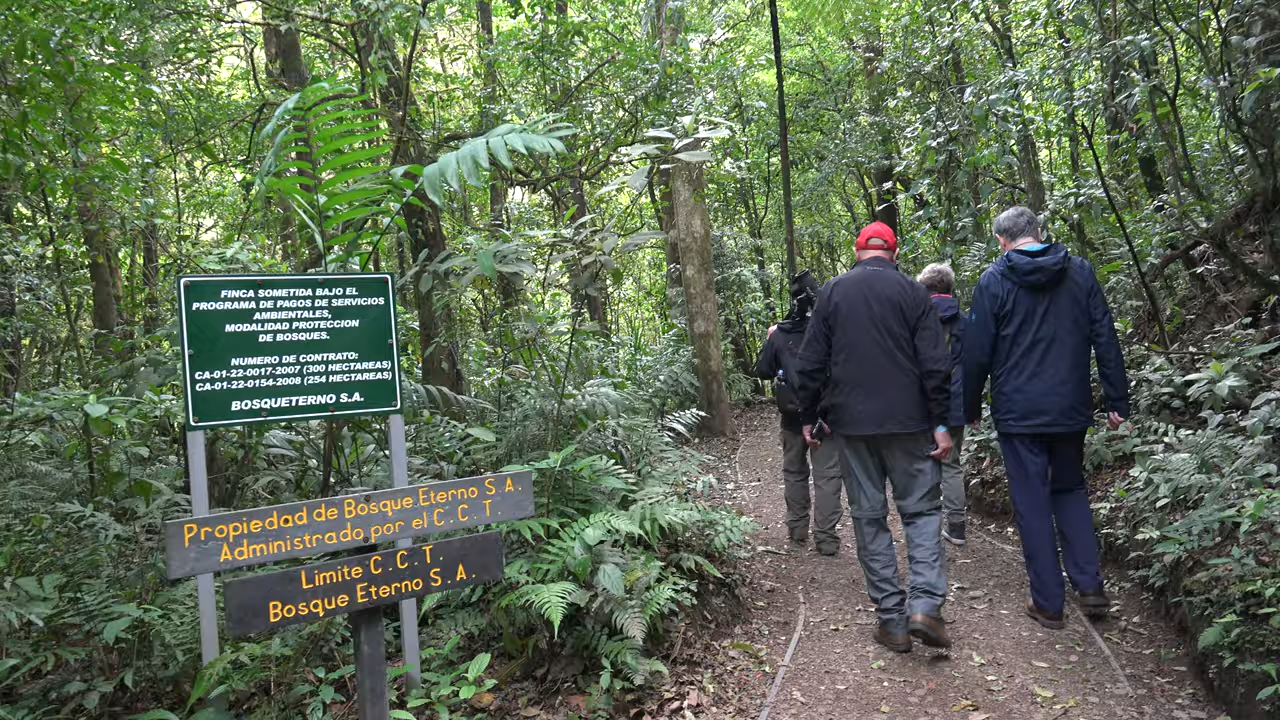 FINCA SOMETIDA BAJO EL
PROGRAMA DE PAGOS DE SERVICIOS
AMBIENTALES,
MODALIDAD PROTECCION
DE BOSQUES.
NUMERO DE CONTRATO:
CA-01-22-0017-2007 (300 HECTAREAS)
CA-01-22-0154-2008 (254 HECTAREAS)
BOSQUETERNO S.A.
Propiedad de Bosque Eterno S.A.
Administrado por el C.C.T.
Limite C.C.T.
Bosque Eterno S.A.